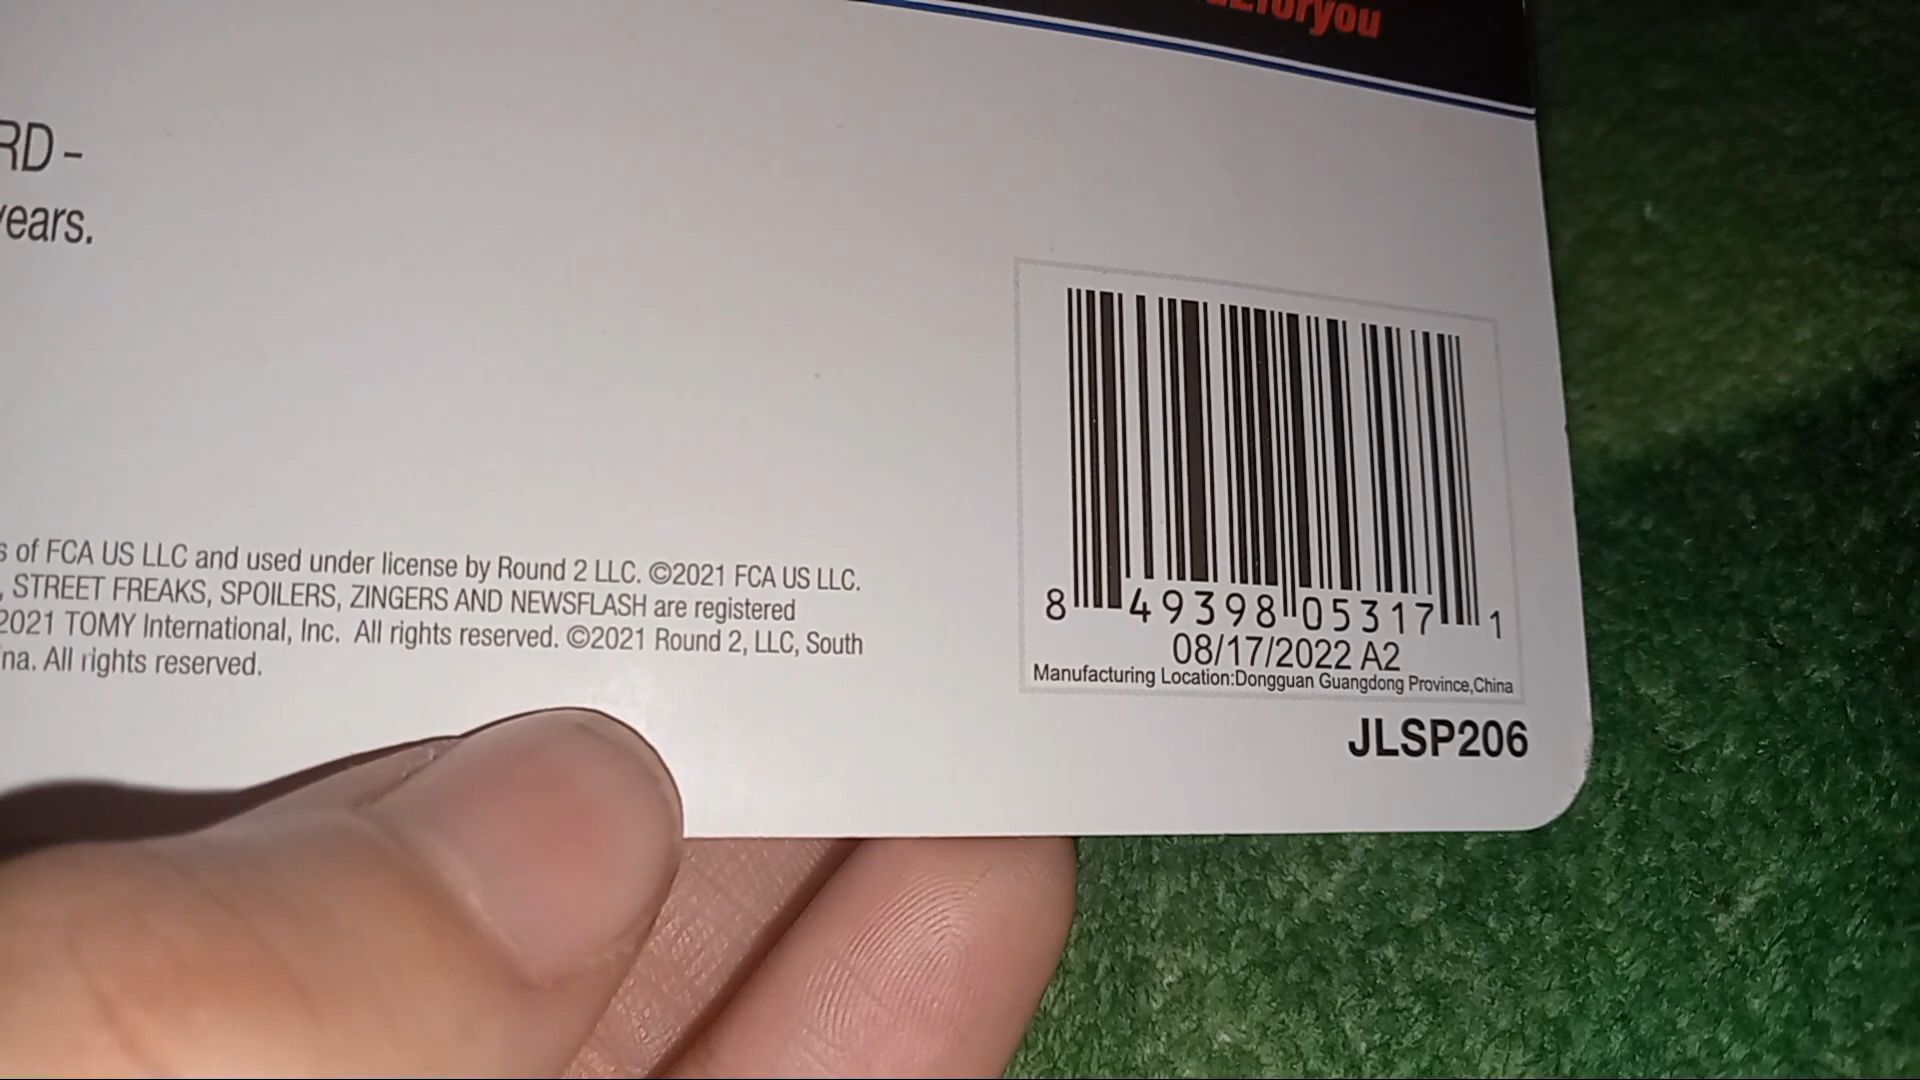 foryou
RD -
years.
of FCA US LLC and used under license by Round 2 LLC. ©2021 FCA US LLC.
, STREET FREAKS, SPOILERS, ZINGERS AND NEWSFLASH are registered
2021 TOMY International, Inc. All rights reserved. ©2021 Round 2, LLC, South
na. All rights reserved.
8 49398 05317 1
08/17/2022 A2
Manufacturing Location:Dongguan Guangdong Province,China
JLSP206